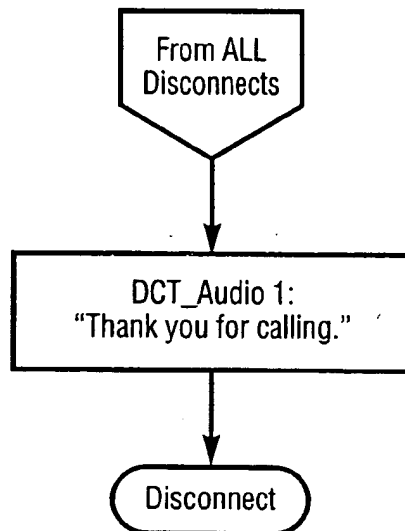 From ALL
Disconnects
DCT_Audio 1:
“Thank you for calling.”
Disconnect